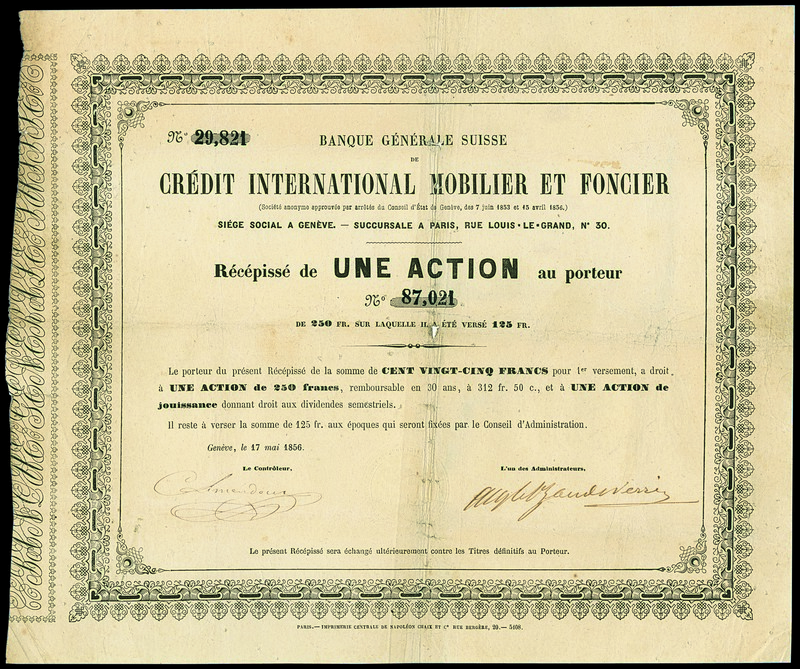 Nº 29,821
BANQUE GÉNÉRALE SUISSE
DE
CRÉDIT INTERNATIONAL MOBILIER ET FONCIER
(Société anonyme approuvée par arrêtés du Conseil d'État de Genève, des 7 juin 1853 et 15 avril 1856.)
SIÉGE SOCIAL A GENÈVE. — SUCCURSALE A PARIS, RUE LOUIS-LE-GRAND, Nº 30.
Récépissé de UNE ACTION au porteur
Nº 87,021
DE 250 FR. SUR LAQUELLE IL A ÉTÉ VERSÉ 125 FR.
Le porteur du présent Récépissé de la somme de CENT VINGT-CINQ FRANCS pour 1er versement, a droit,
à UNE ACTION de 250 francs, remboursable en 30 ans, à 312 fr. 50 c., et à UNE ACTION de
jouissance donnant droit aux dividendes semestriels.
Il reste à verser la somme de 125 fr. aux époques qui seront fixées par le Conseil d'Administration.
Genève, le 17 mai 1856.
Le Contrôleur,
L'un des Administrateurs,
Le présent Récépissé sera échangé ultérieurement contre les Titres définitifs au Porteur.
PARIS.— IMPRIMERIE CENTRALE DE NAPOLÉON CHAIX ET Cº RUE BERGÈRE, 20.— 5408.